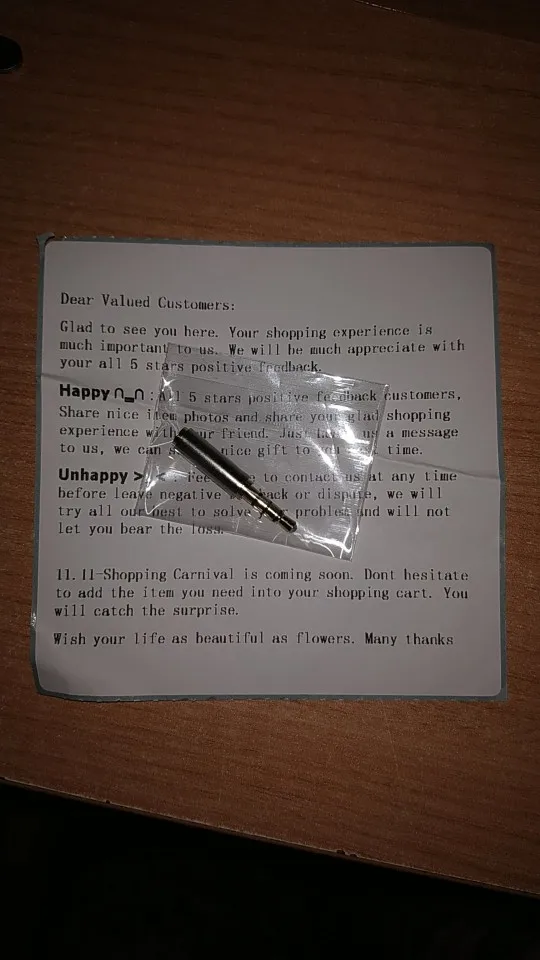 Dear Valued Customers:
Glad to see you here. Your shopping experience is
much important to us. We will be much appreciate with
your all 5 stars positive feedback.
Happy ∩_∩ : All 5 stars positive feedback customers,
Share nice item photos and share your glad shopping
experience with our friend. Just us a message
to us, we can nice gift to you time.
Unhappy > < : Feel to contact us at any time
before leave negative or dispute, we will
try all our best to solve problem and will not
let you bear the loss.
11.11-Shopping Carnival is coming soon. Dont hesitate
to add the item you need into your shopping cart. You
will catch the surprise.
Wish your life as beautiful as flowers. Many thanks